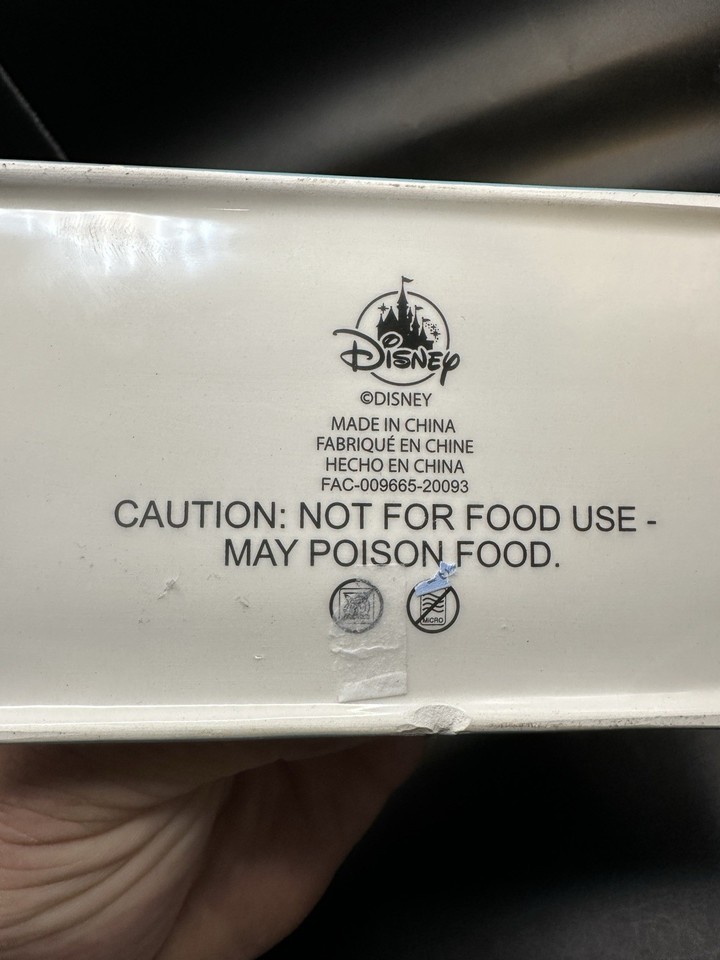 Disney
©DISNEY
MADE IN CHINA
FABRIQUÉ EN CHINE
HECHO EN CHINA
FAC-009665-20093
CAUTION: NOT FOR FOOD USE -
MAY POISON FOOD.
MICRO